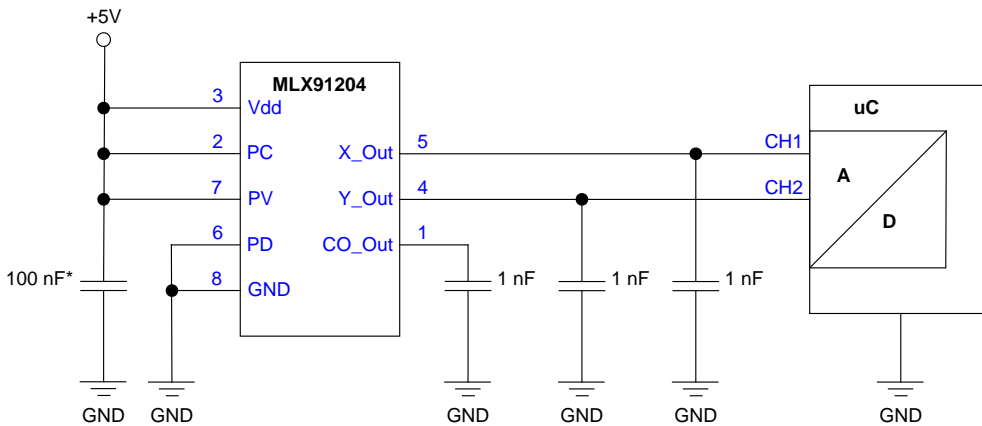 +5V
MLX91204
uC
3
Vdd
2
PC
X_Out
5
CH1
A
7
PV
Y_Out
4
CH2
D
6
PD
CO_Out
1
100 nF*
8
GND
1 nF
1 nF
1 nF
GND
GND
GND
GND
GND
GND